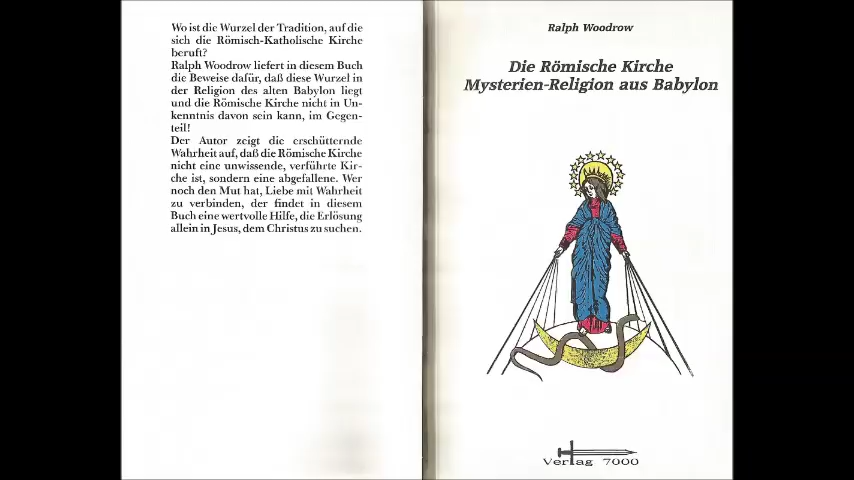 Wo ist die Wurzel der Tradition, auf die
sich die Römisch-Katholische Kirche
beruft?
Ralph Woodrow liefert in diesem Buch
die Beweise dafür, daß diese Wurzel in
der Religion des alten Babylon liegt
und die Römische Kirche nicht in Un-
kenntnis davon sein kann, im Gegen-
teil!
Der Autor zeigt die erschütternde
Wahrheit auf, daß die Römische Kirche
nicht eine unwissende, verführte Kir-
che ist, sondern eine abgefallene. Wer
noch den Mut hat, Liebe mit Wahrheit
zu verbinden, der findet in diesem
Buch eine wertvolle Hilfe, die Erlösung
allein in Jesus, dem Christus zu suchen.
Ralph Woodrow
Die Römische Kirche
Mysterien-Religion aus Babylon
Verlag 7000